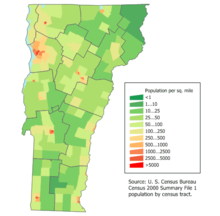 Population per sq. mile
<1
1...10
10...25
25...50
50...100
100...250
250...500
500...1000
1000...2500
2500...5000
>5000
Source: U. S. Census Bureau
Census 2000 Summary File 1
population by census tract.